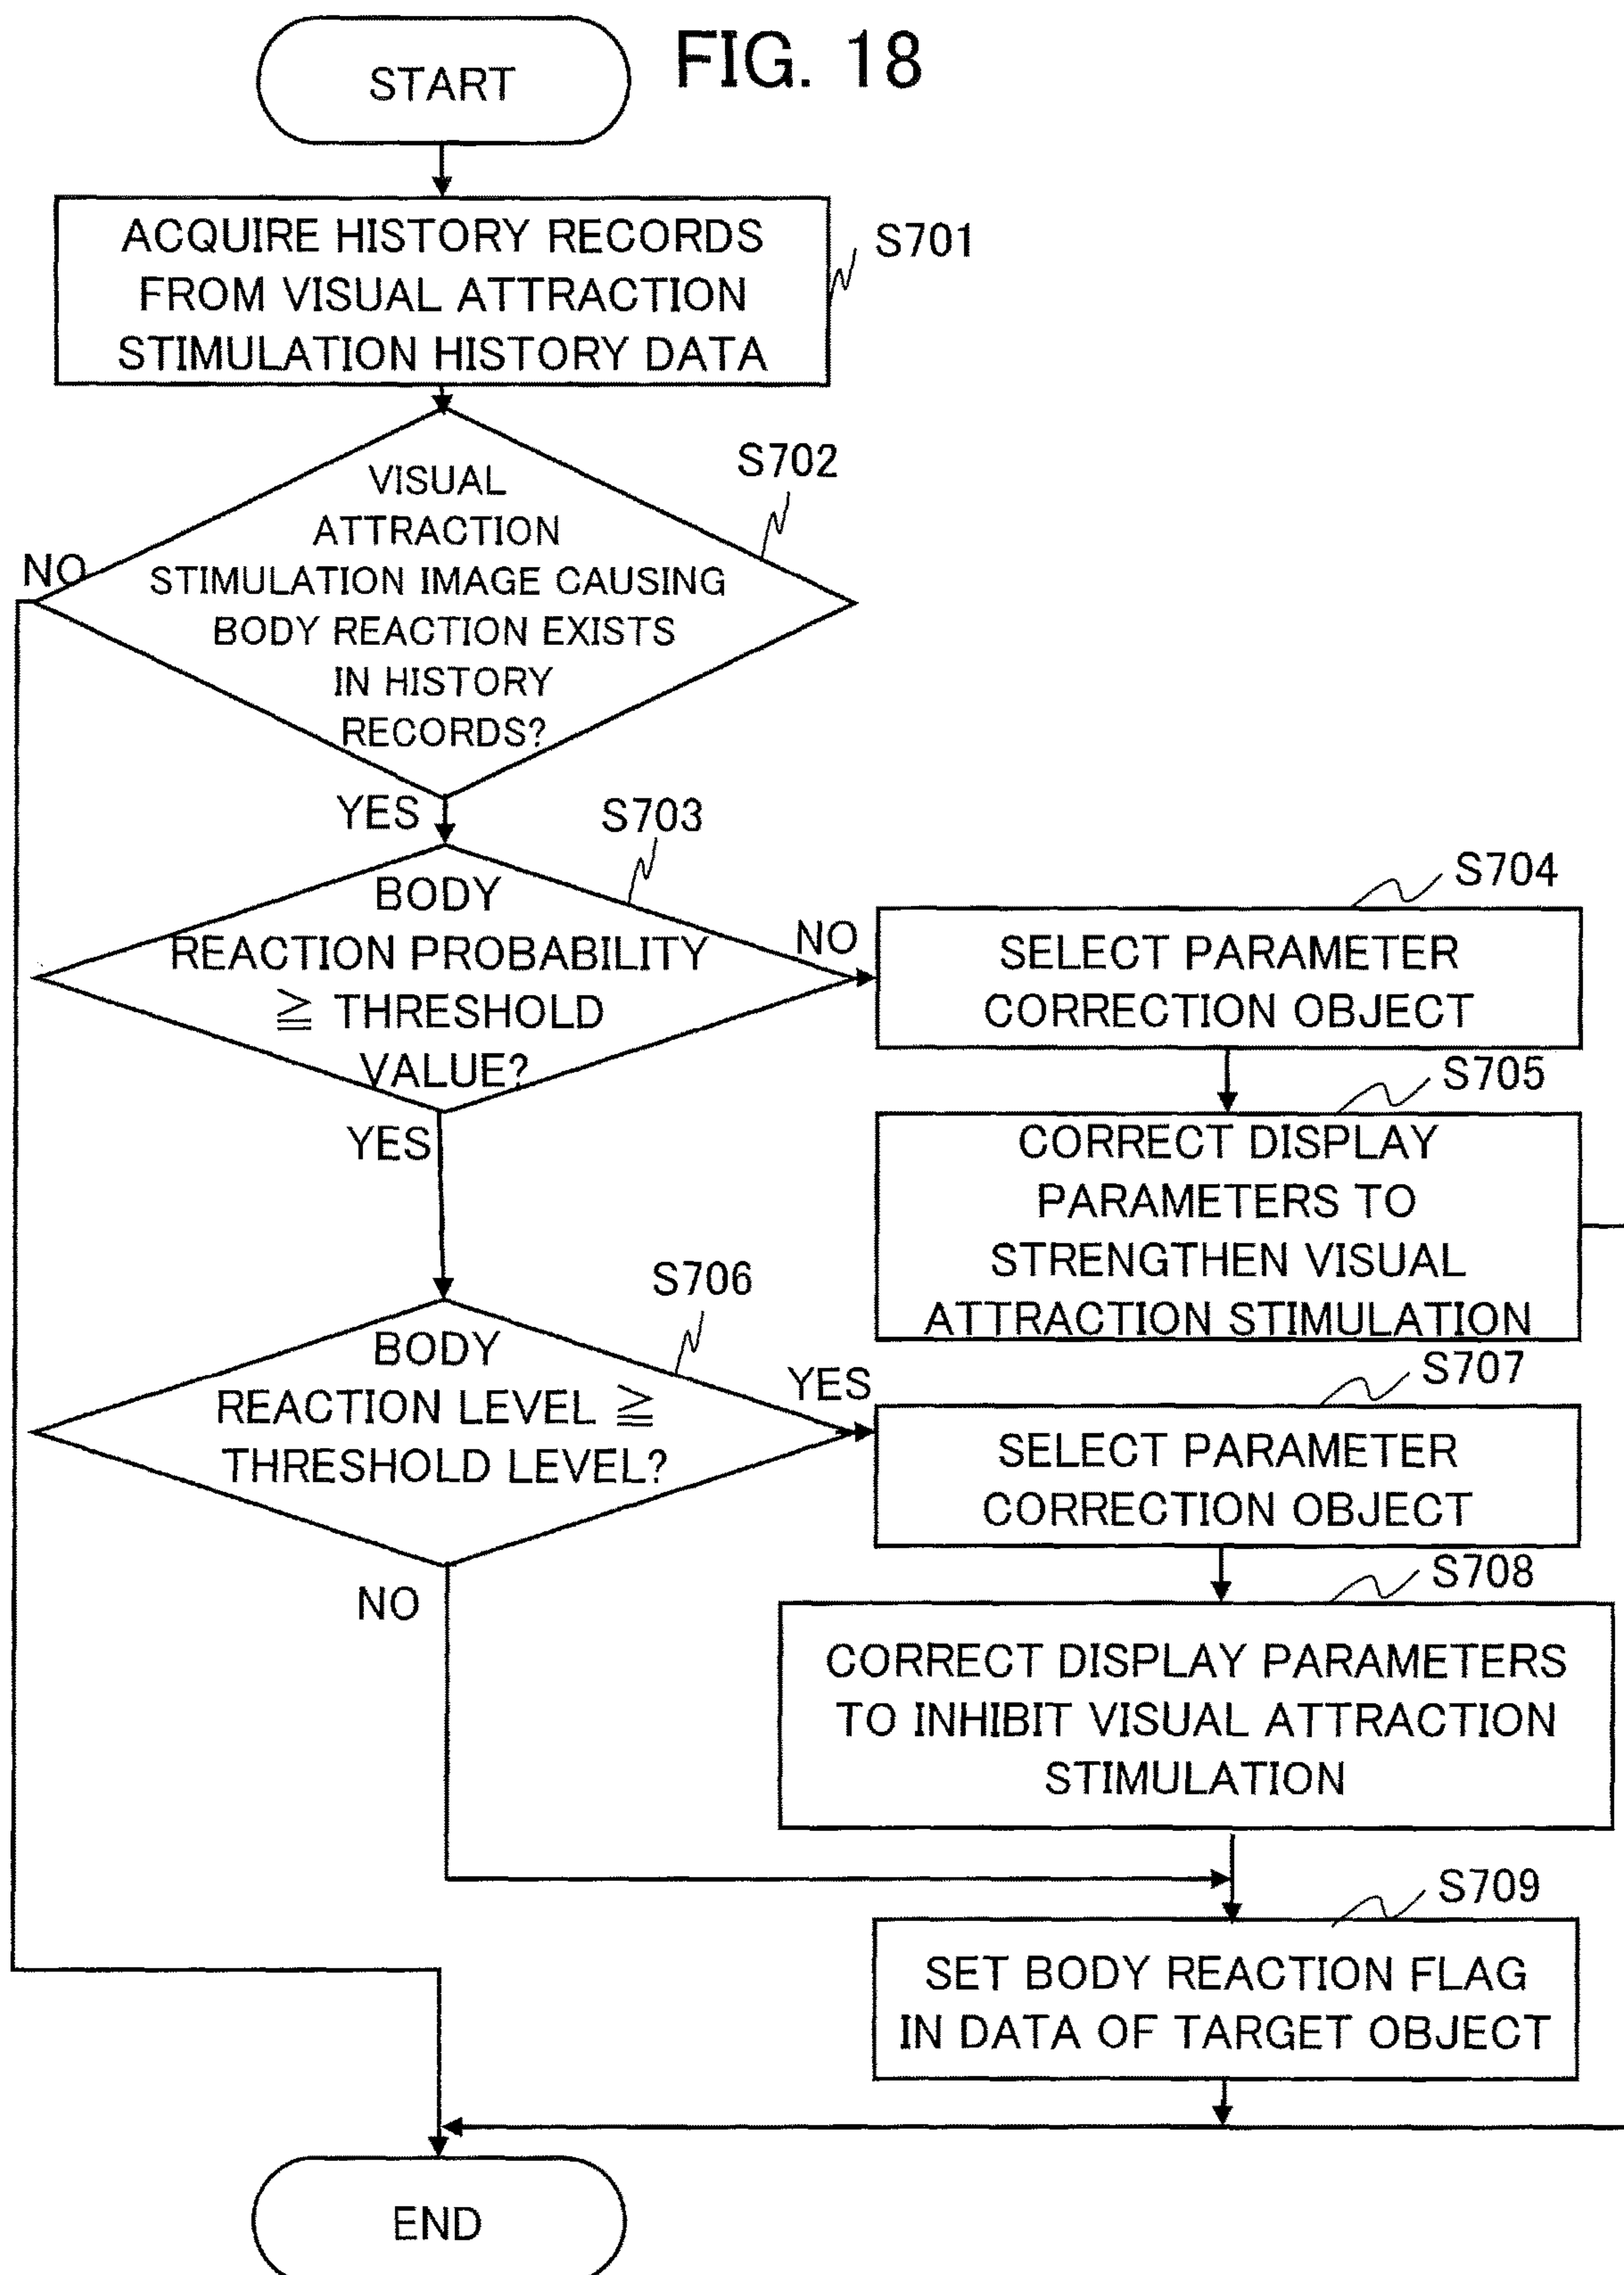 FIG. 18
START
ACQUIRE HISTORY RECORDS
FROM VISUAL ATTRACTION
STIMULATION HISTORY DATA
S701
S702
VISUAL
ATTRACTION
STIMULATION IMAGE CAUSING
BODY REACTION EXISTS
IN HISTORY
RECORDS?
NO
YES
S703
BODY
REACTION PROBABILITY
≧ THRESHOLD
VALUE?
NO
YES
S704
SELECT PARAMETER
CORRECTION OBJECT
S705
CORRECT DISPLAY
PARAMETERS TO
STRENGTHEN VISUAL
ATTRACTION STIMULATION
S706
BODY
REACTION LEVEL ≧
THRESHOLD LEVEL?
YES
NO
S707
SELECT PARAMETER
CORRECTION OBJECT
S708
CORRECT DISPLAY PARAMETERS
TO INHIBIT VISUAL ATTRACTION
STIMULATION
S709
SET BODY REACTION FLAG
IN DATA OF TARGET OBJECT
END